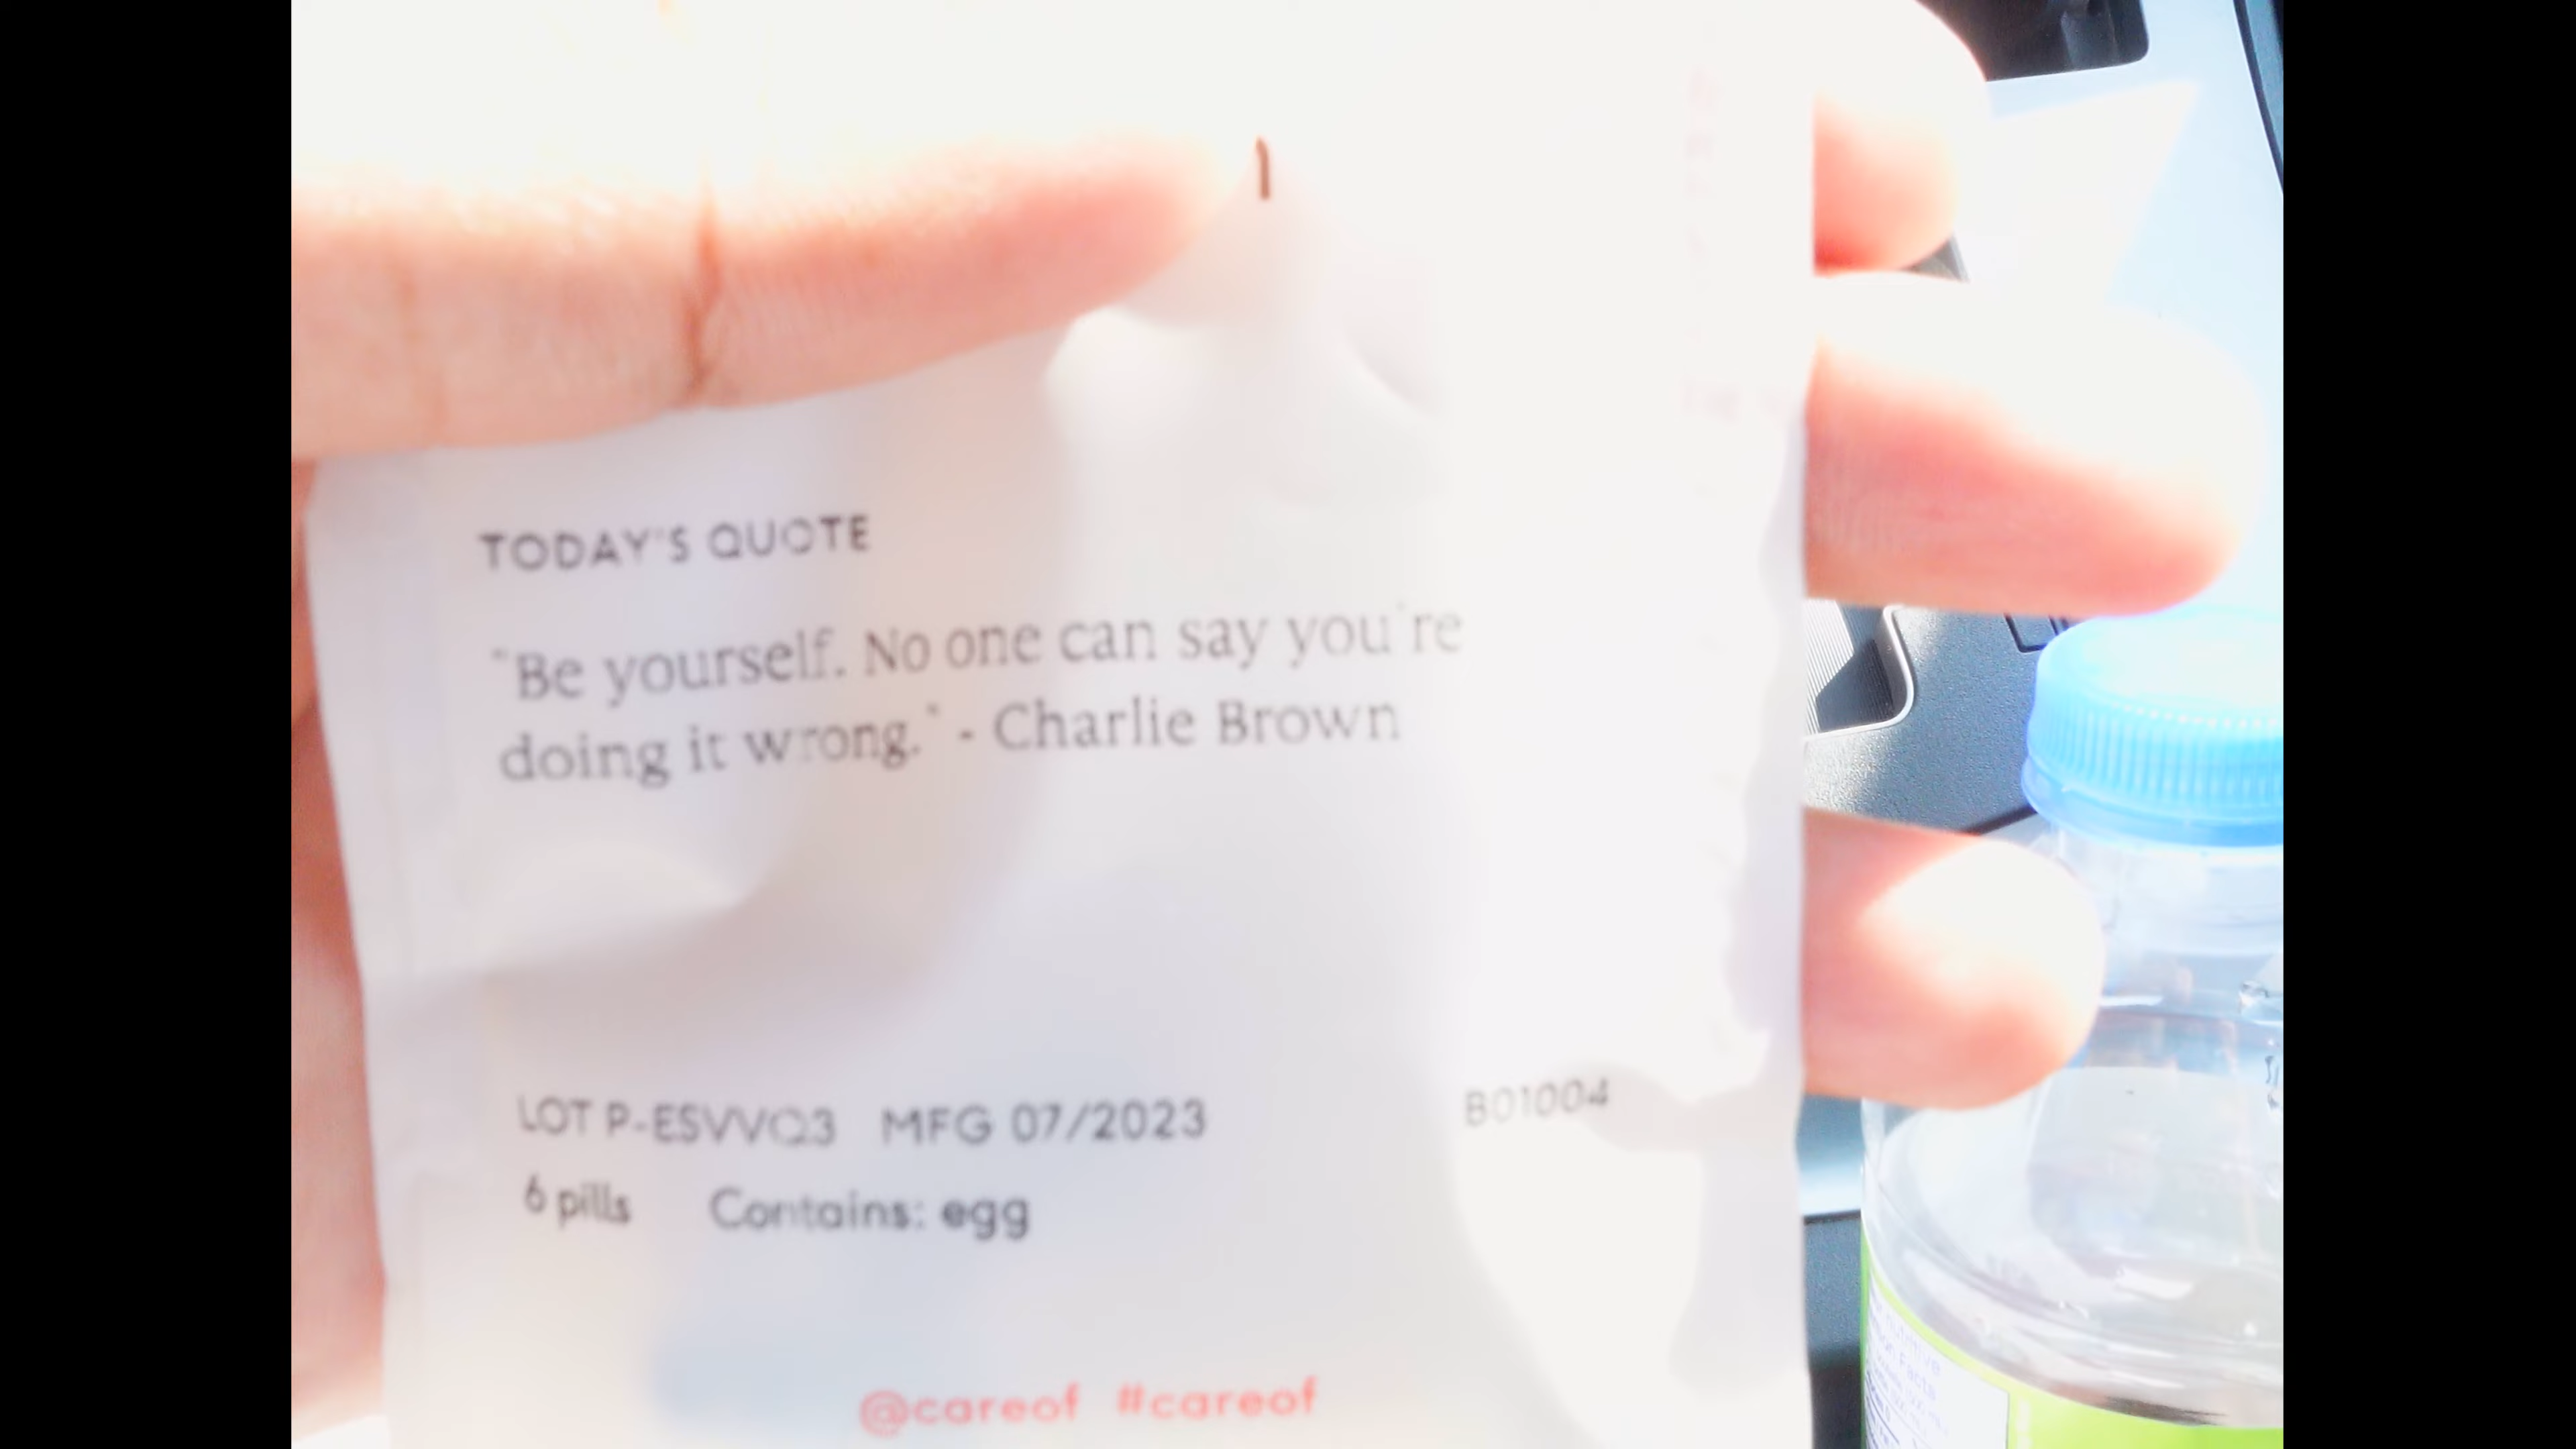 TODAY'S QUOTE
"Be yourself. No one can say you're
doing it wrong." - Charlie Brown
LOT P-ESVVQ3 MFG 07/2023 B01004
6 pills Contains: egg
@careof #careof